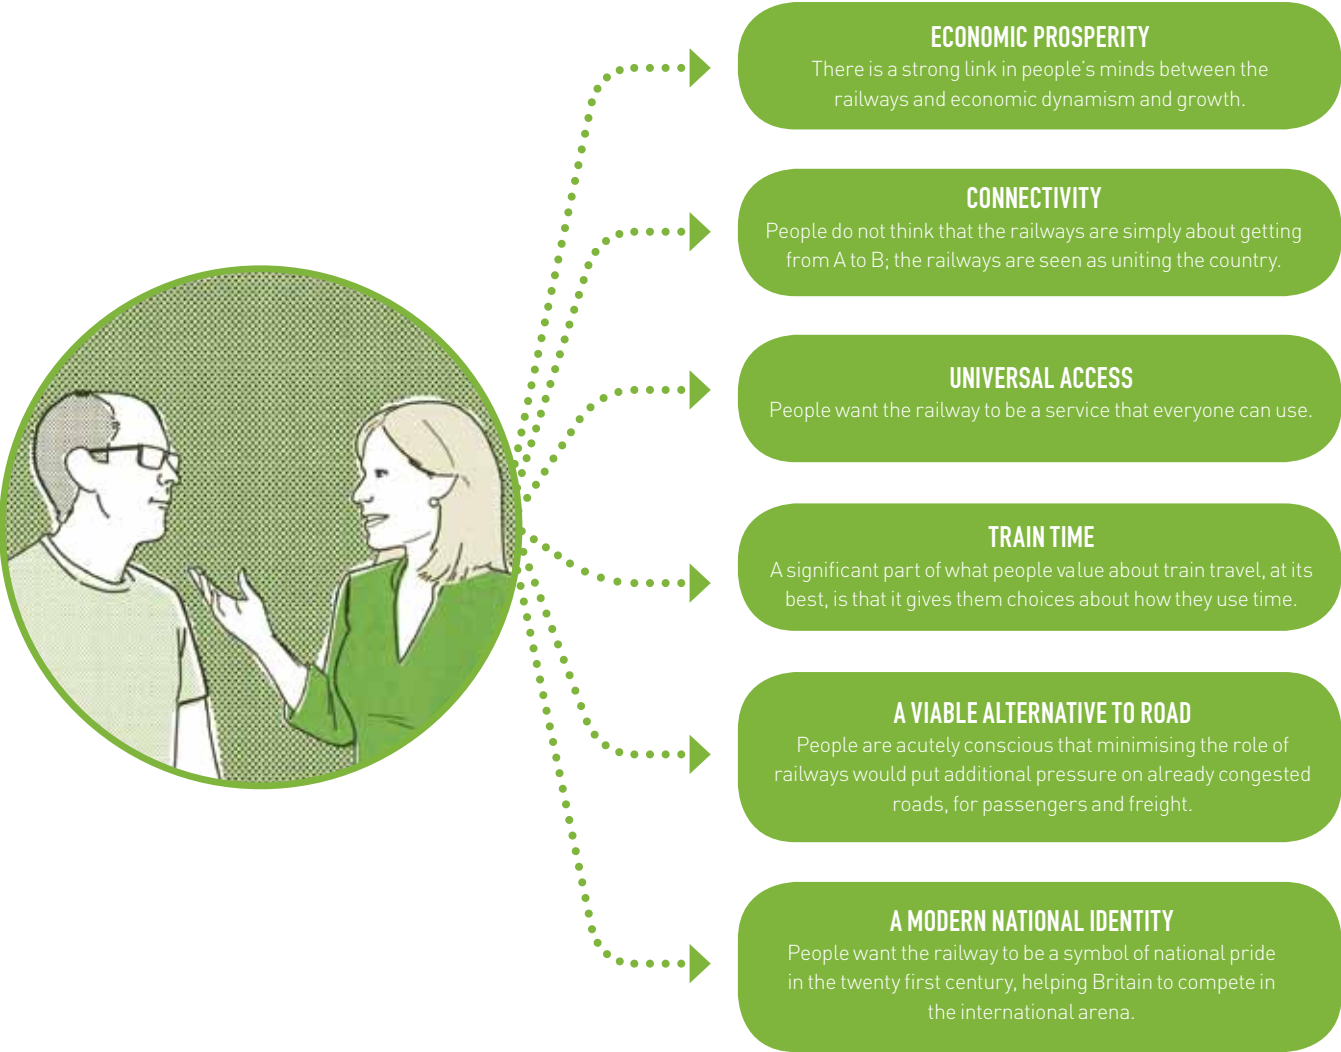 ECONOMIC PROSPERITY
There is a strong link in people's minds between the
railways and economic dynamism and growth.
CONNECTIVITY
People do not think that the railways are simply about getting
from A to B; the railways are seen as uniting the country.
UNIVERSAL ACCESS
People want the railway to be a service that everyone can use.
TRAIN TIME
A significant part of what people value about train travel, at its
best, is that it gives them choices about how they use time.
A VIABLE ALTERNATIVE TO ROAD
People are acutely conscious that minimising the role of
railways would put additional pressure on already congested
roads, for passengers and freight.
A MODERN NATIONAL IDENTITY
People want the railway to be a symbol of national pride
in the twenty first century, helping Britain to compete in
the international arena.